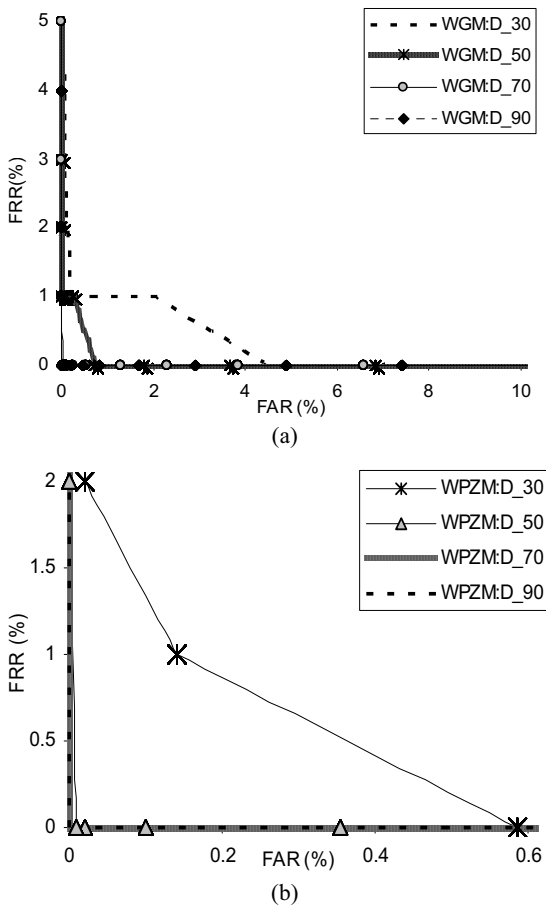 5
4
3
2
1
0
FRR(%)
0 2 4 6 8 10
FAR (%)
WGM:D_30
WGM:D_50
WGM:D_70
WGM:D_90
(a)
2
1.5
1
0.5
0
FRR (%)
0 0.2 0.4 0.6
FAR (%)
WPZM:D_30
WPZM:D_50
WPZM:D_70
WPZM:D_90
(b)